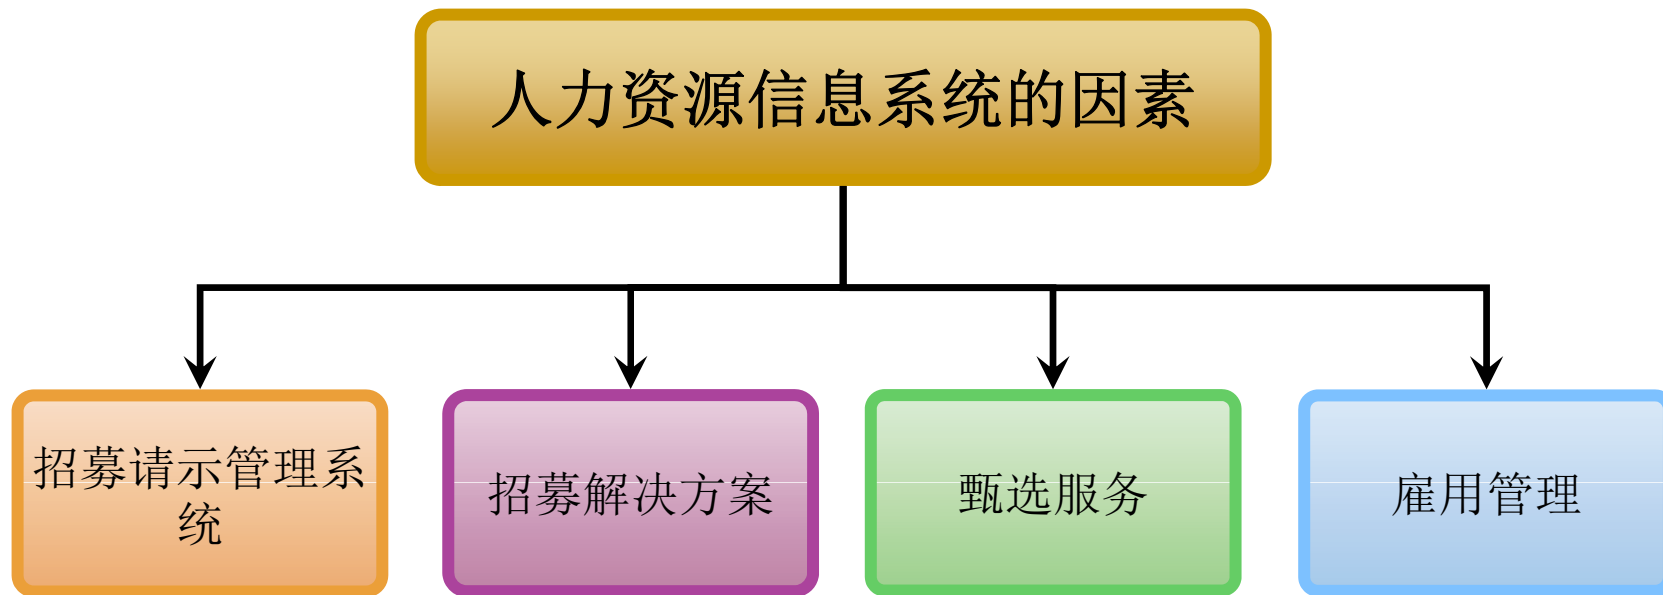 人力资源信息系统的因素
招募请示管理系
统
招募解决方案
甄选服务
雇用管理